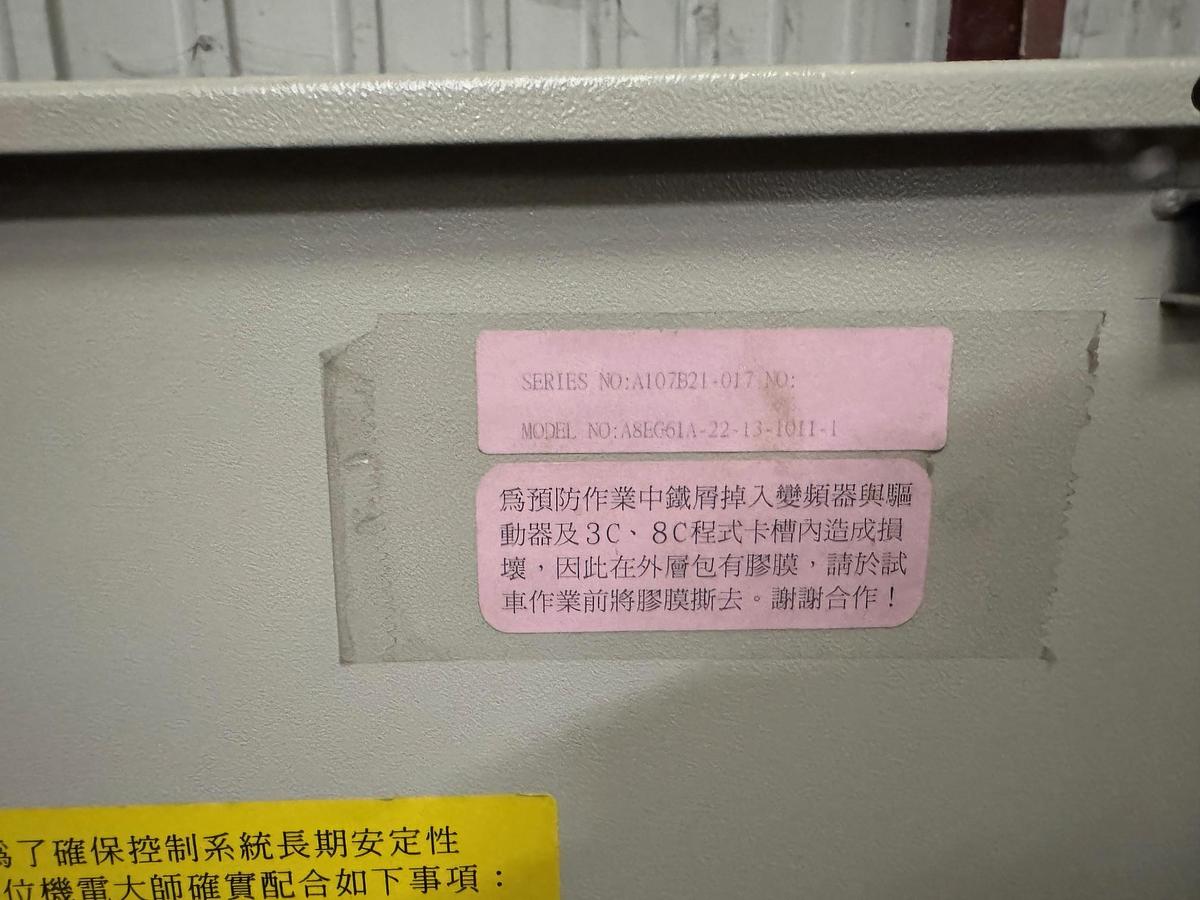 SERIES NO:A107B21-017 NO:
MODEL NO:A8EG61A-22-13-1011-1
為預防作業中鐵屑掉入變頻器與驅
動器及3C、8C程式卡槽內造成損
壞，因此在外層包有膠膜，請於試
車作業前將膠膜撕去。謝謝合作！
為了確保控制系統長期安定性
位機電大師確實配合如下事項：